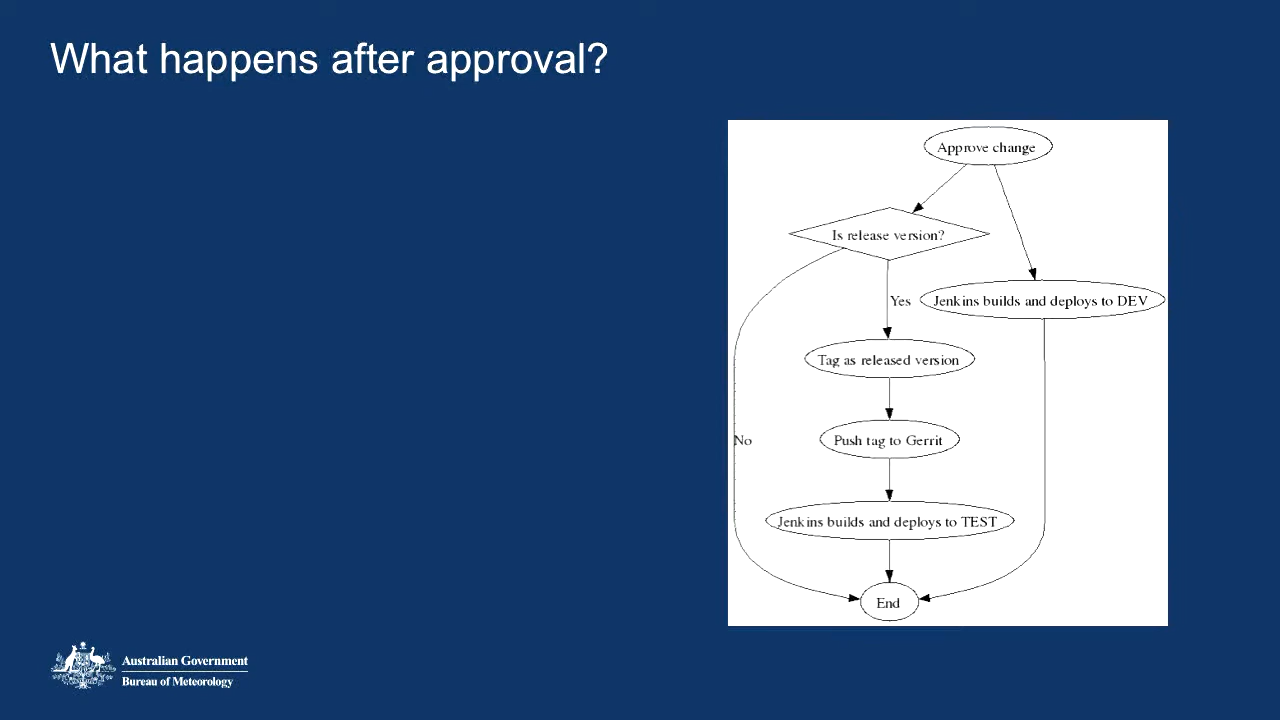 What happens after approval?
Approve change
Is release version?
Yes
Jenkins builds and deploys to DEV
Tag as released version
No
Push tag to Gerrit
Jenkins builds and deploys to TEST
End
Australian Government
Bureau of Meteorology